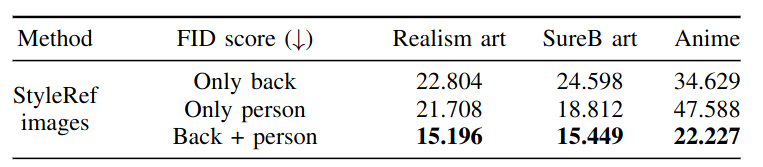 Method FID score (↓) Realism art SureB art Anime
StyleRef images
Only back 22.804 24.598 34.629
Only person 21.708 18.812 47.588
Back + person 15.196 15.449 22.227